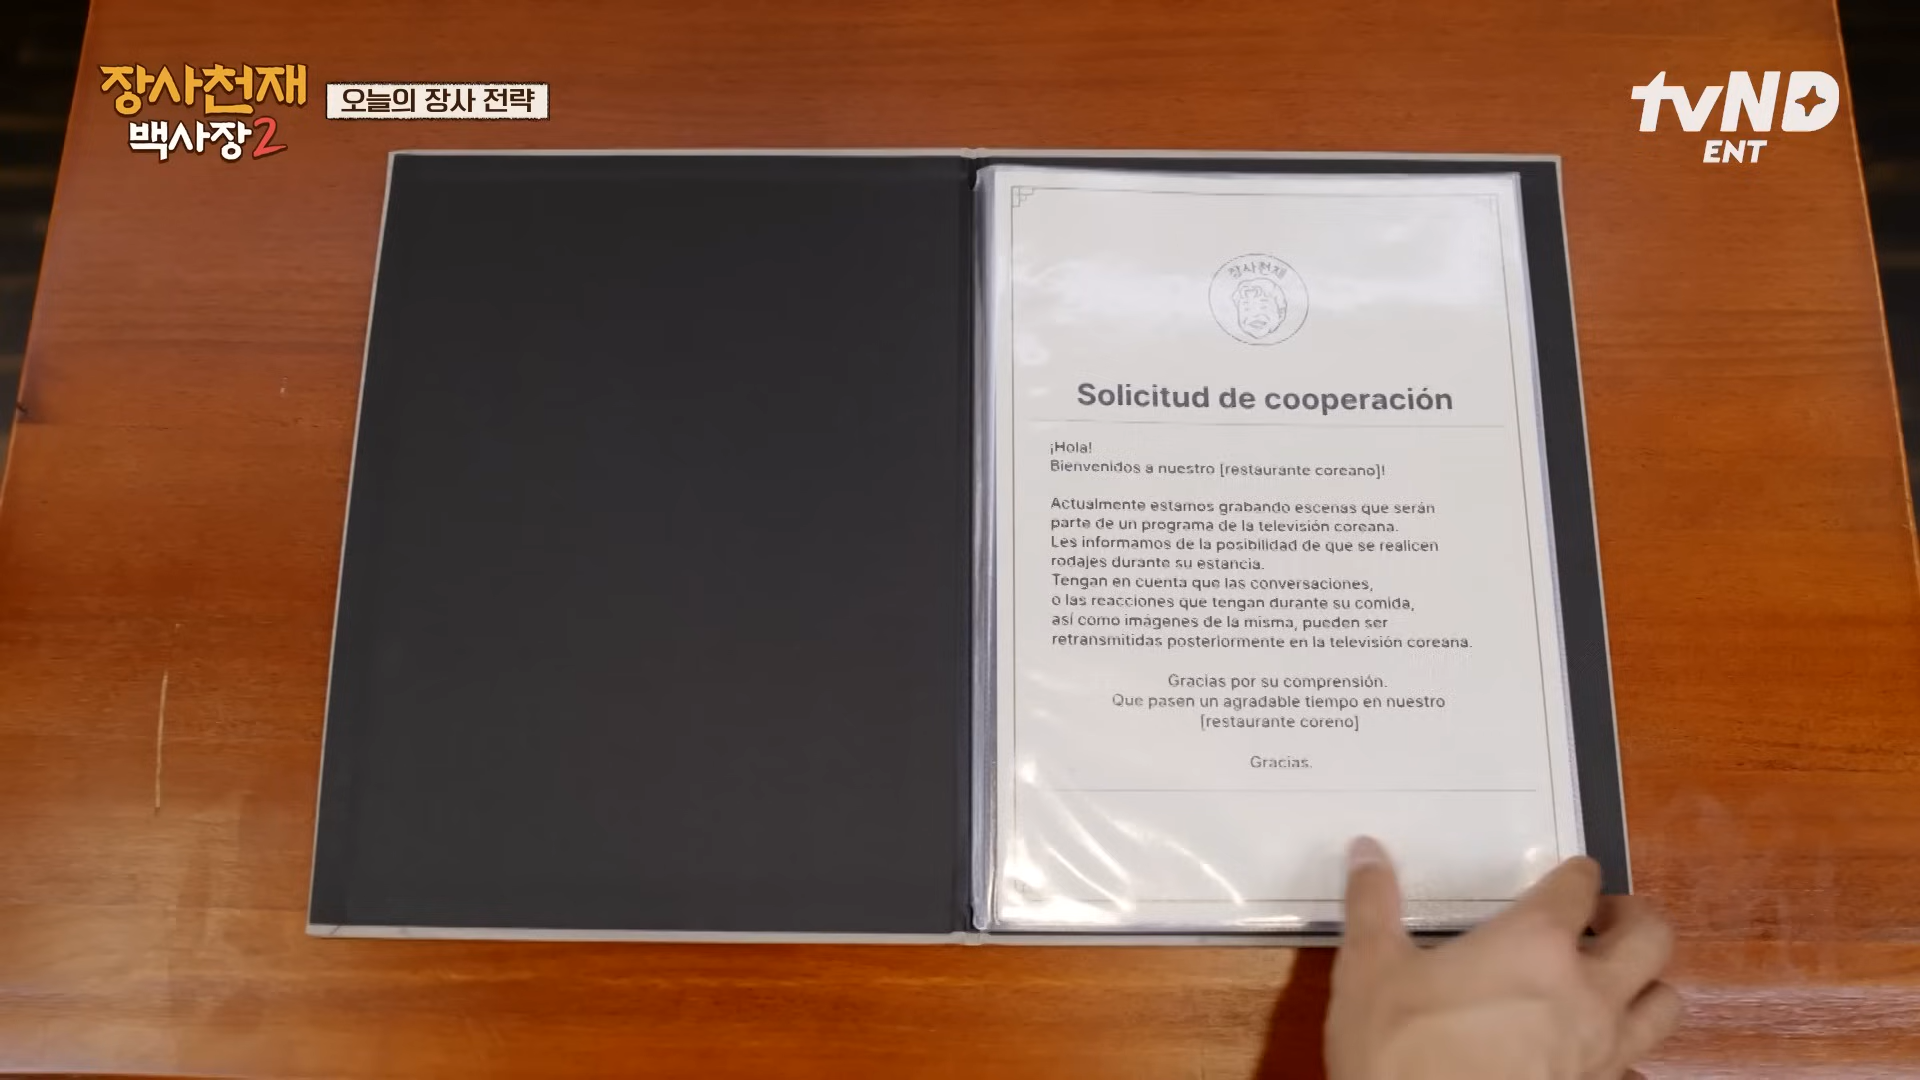 장사천재
백사장2
오늘의 장사 전략
tvND
ENT
장사천재
Solicitud de cooperación
¡Hola!
Bienvenidos a nuestro [restaurante coreano]!
Actualmente estamos grabando escenas que serán
parte de un programa de la televisión coreana.
Les informamos de la posibilidad de que se realicen
rodajes durante su estancia.
Tengan en cuenta que las conversaciones,
o las reacciones que tengan durante su comida,
así como imágenes de la misma, pueden ser
retransmitidas posteriormente en la televisión coreana.
Gracias por su comprensión.
Que pasen un agradable tiempo en nuestro
[restaurante coreno]
Gracias.